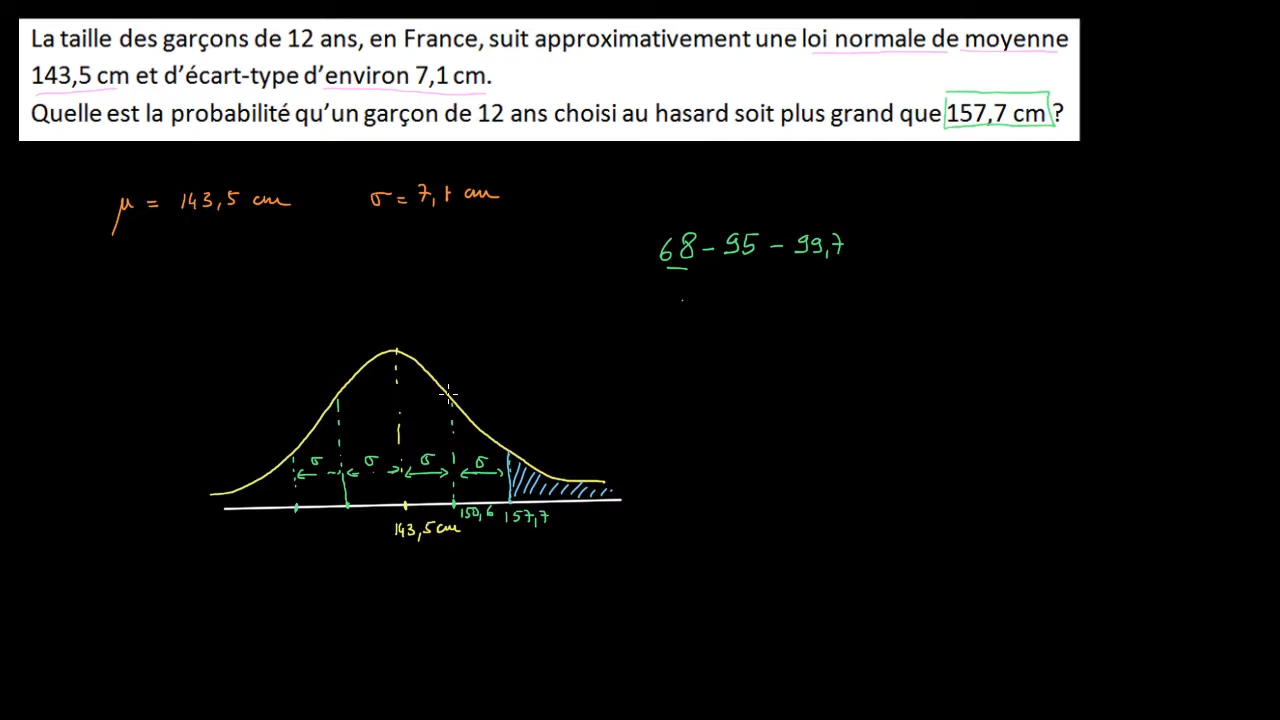 La taille des garçons de 12 ans, en France, suit approximativement une loi normale de moyenne
143,5 cm et d'écart-type d'environ 7,1 cm.
Quelle est la probabilité qu'un garçon de 12 ans choisi au hasard soit plus grand que 157,7 cm ?
μ = 143,5 cm σ = 7,1 cm
68 - 95 - 99,7
σ σ σ σ
150,6 157,7
143,5 cm